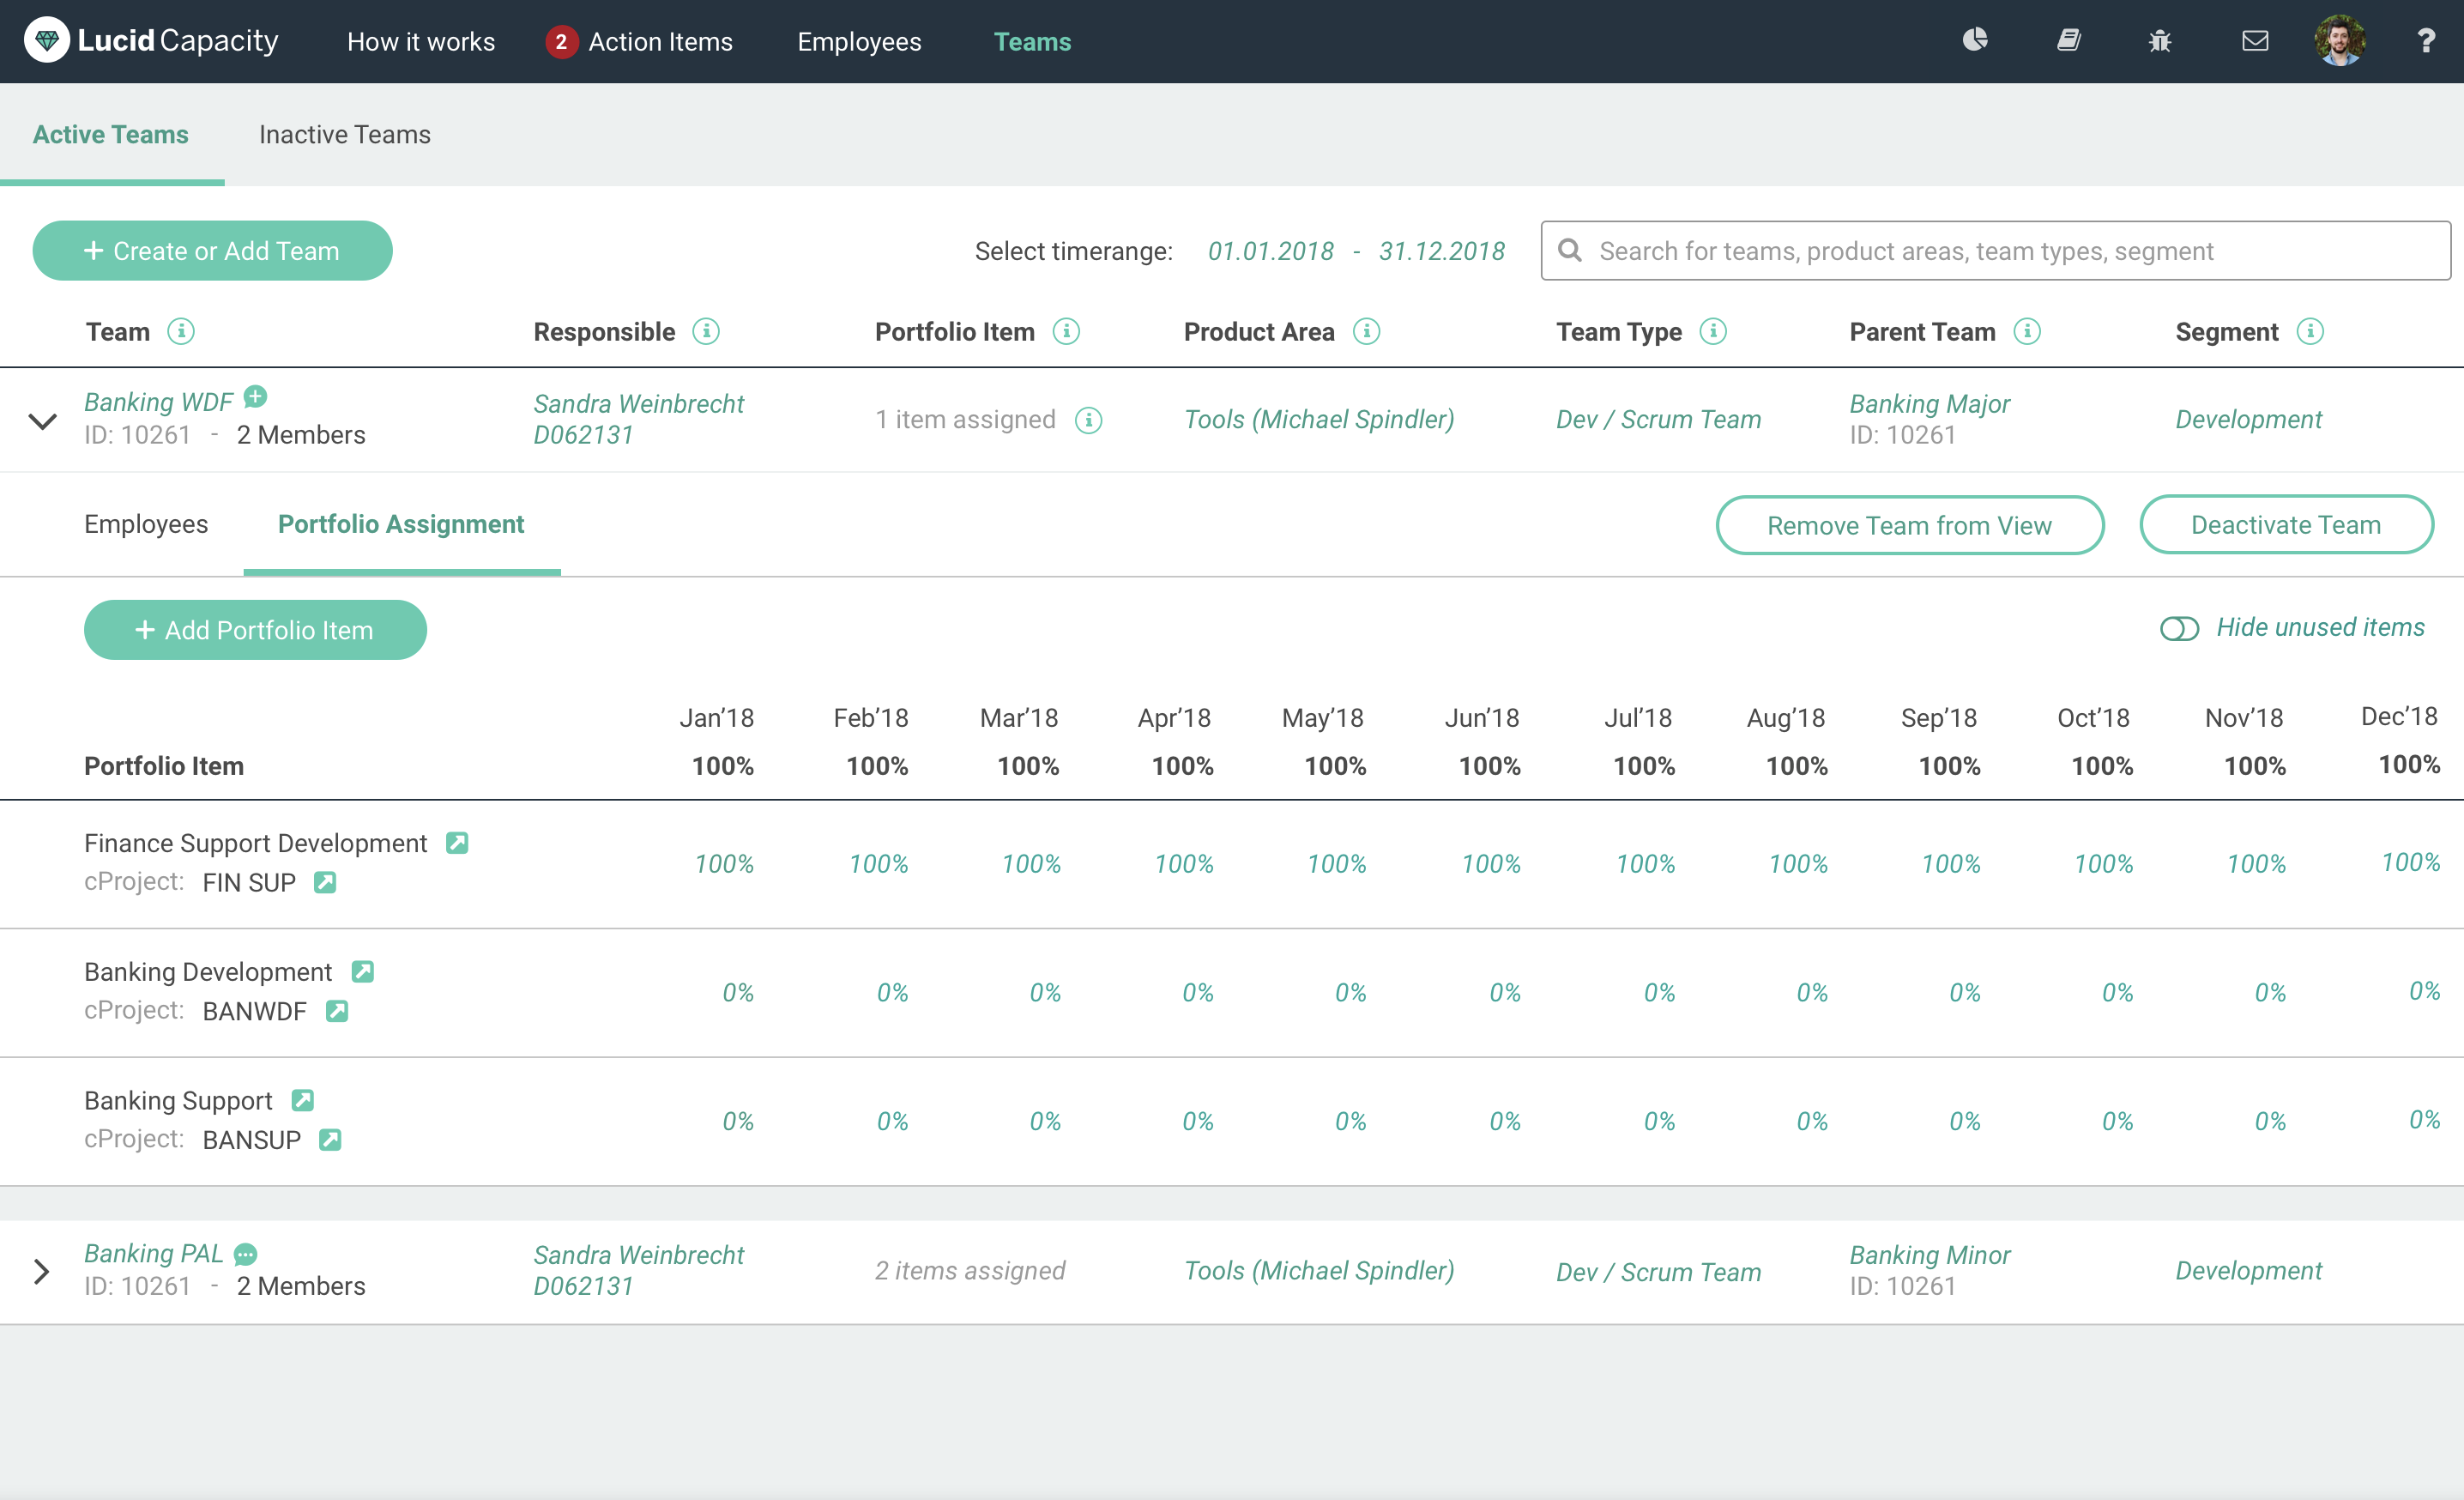 Lucid Capacity How it works 2 Action Items Employees Teams ?
Active Teams Inactive Teams
+ Create or Add Team Select timerange: 01.01.2018 - 31.12.2018 Search for teams, product areas, team types, segment
Team Responsible Portfolio Item Product Area Team Type Parent Team Segment
Banking WDF Sandra Weinbrecht 1 item assigned Tools (Michael Spindler) Dev / Scrum Team Banking Major Development
ID: 10261 - 2 Members D062131 ID: 10261
Employees Portfolio Assignment Remove Team from View Deactivate Team
+ Add Portfolio Item Hide unused items
Jan’18 Feb’18 Mar’18 Apr’18 May’18 Jun’18 Jul’18 Aug’18 Sep’18 Oct’18 Nov’18 Dec’18
Portfolio Item 100% 100% 100% 100% 100% 100% 100% 100% 100% 100% 100% 100%
Finance Support Development
cProject: FIN SUP 100% 100% 100% 100% 100% 100% 100% 100% 100% 100% 100% 100%
Banking Development
cProject: BANWDF 0% 0% 0% 0% 0% 0% 0% 0% 0% 0% 0% 0%
Banking Support
cProject: BANSUP 0% 0% 0% 0% 0% 0% 0% 0% 0% 0% 0% 0%
Banking PAL Sandra Weinbrecht 2 items assigned Tools (Michael Spindler) Dev / Scrum Team Banking Minor Development
ID: 10261 - 2 Members D062131 ID: 10261